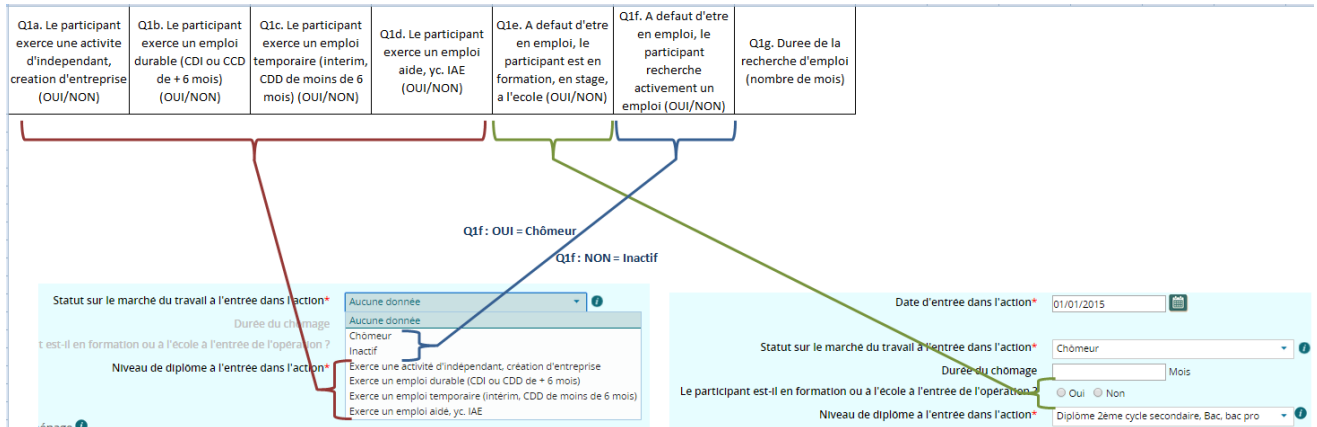 Q1a. Le participant
exerce une activite
d'independant,
creation d'entreprise
(OUI/NON)
Q1b. Le participant
exerce un emploi
durable (CDI ou CCD
de + 6 mois)
(OUI/NON)
Q1c. Le participant
exerce un emploi
temporaire (interim,
CDD de moins de 6
mois) (OUI/NON)
Q1d. Le participant
exerce un emploi
aide, yc. IAE
(OUI/NON)
Q1e. A defaut d'etre
en emploi, le
participant est en
formation, en stage,
a l'ecole (OUI/NON)
Q1f. A defaut d'etre
en emploi, le
participant
recherche
activement un
emploi (OUI/NON)
Q1g. Duree de la
recherche d'emploi
(nombre de mois)
Q1f : OUI = Chômeur
Q1f : NON = Inactif
Statut sur le marché du travail à l'entrée dans l'action* Aucune donnée
Aucune donnée
Durée du chômage
Chômeur
t est-il en formation ou à l'école à l'entrée de l'opération ?
Inactif
Niveau de diplôme à l'entrée dans l'action*
Exerce une activité d'indépendant, création d'entreprise
Exerce un emploi durable (CDI ou CDD de + 6 mois)
Exerce un emploi temporaire (intérim, CDD de moins de 6 mois)
Exerce un emploi aidé, yc. IAE
Date d'entrée dans l'action* 01/01/2015
Statut sur le marché du travail à l'entrée dans l'action* Chômeur
Durée du chômage Mois
Le participant est-il en formation ou à l'école à l'entrée de l'opération ? Oui Non
Niveau de diplôme à l'entrée dans l'action* Diplôme 2ème cycle secondaire, Bac, bac pro